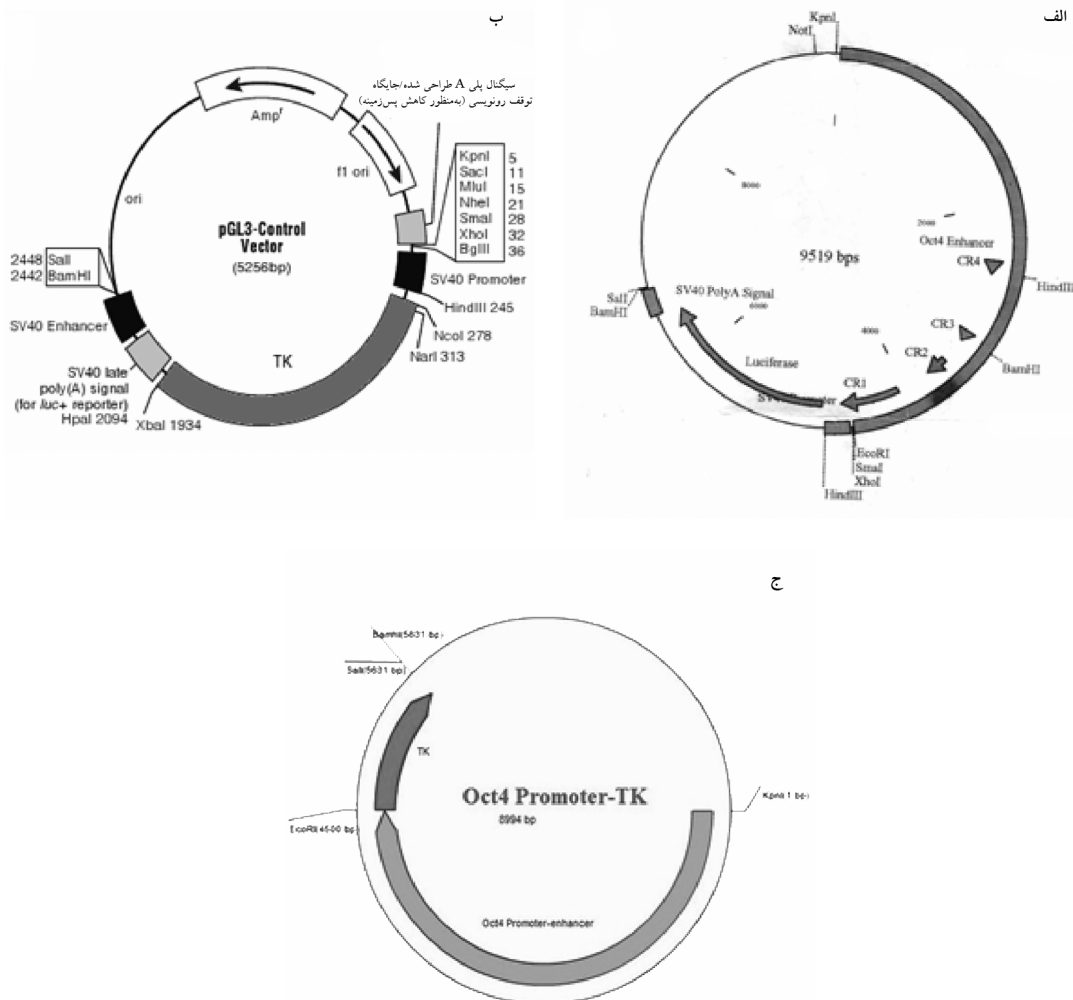 الف
KpnI
NotI
8000
2000
Oct4 Enhancer
CR4
9519 bps
HindIII
SalI
BamHI
SV40 PolyA Signal
6000
CR3
4000
CR2
BamHI
Luciferase
CR1
EcoRI
SmaI
XhoI
HindIII
ب
سیگنال پلی A طراحی شده/جایگاه
توقف رونویسی (به‌منظور کاهش پس‌زمینه)
Ampʳ
f1 ori
KpnI 5
SacI 11
MluI 15
NheI 21
SmaI 28
XhoI 32
BglII 36
ori
pGL3-Control
Vector
(5256bp)
2448 SalI
2442 BamHI
SV40 Promoter
HindIII 245
SV40 Enhancer
NcoI 278
NarI 313
TK
SV40 late
poly(A) signal
(for luc+ reporter)
HpaI 2094
XbaI 1934
ج
BamHI(5631 bp)
SalI(5631 bp)
TK
Oct4 Promoter-TK
8994 bp
KpnI(1 bp)
EcoRI(4500 bp)
Oct4 Promoter-enhancer